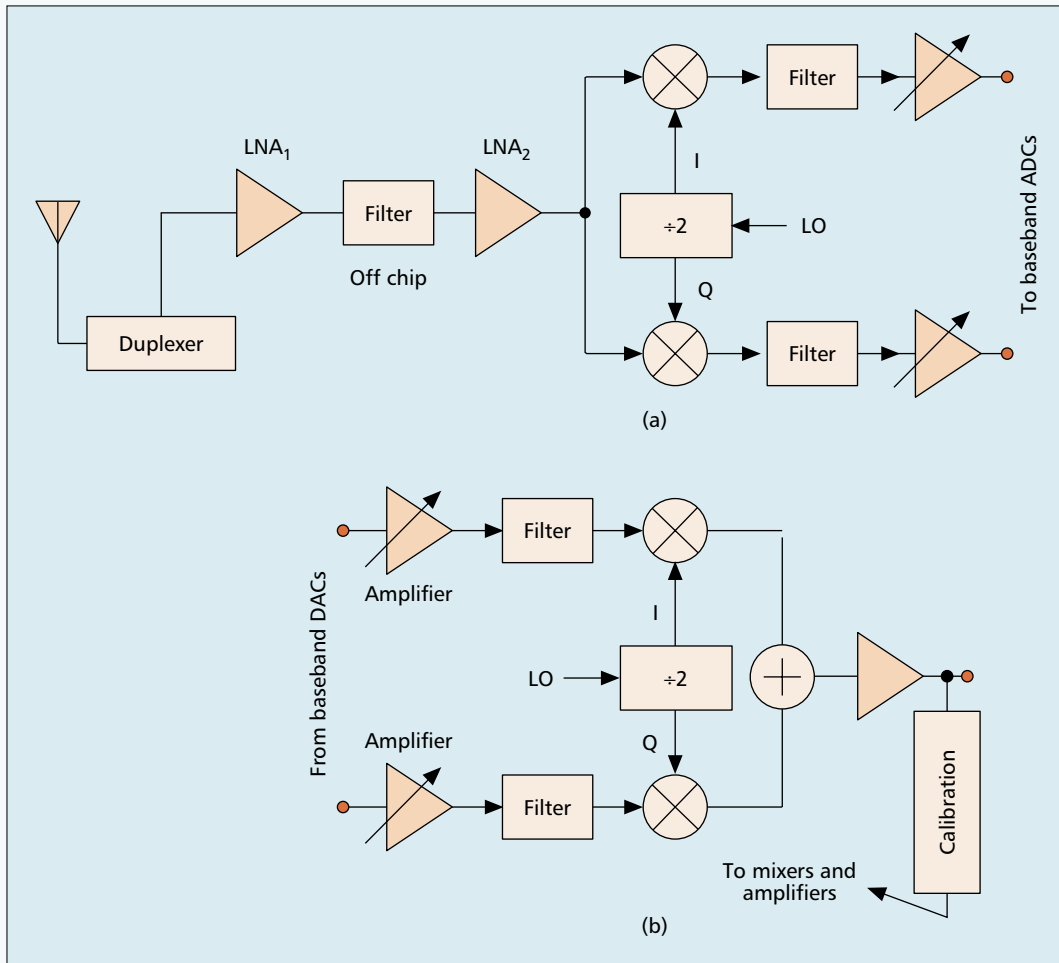 Filter
Filter
LNA₁
LNA₂
I
Filter
÷2
LO
Off chip
Q
Duplexer
To baseband ADCs
Filter
(a)
Filter
Amplifier
I
From baseband DACs
LO
÷2
Amplifier
Q
Filter
Calibration
To mixers and
amplifiers
(b)